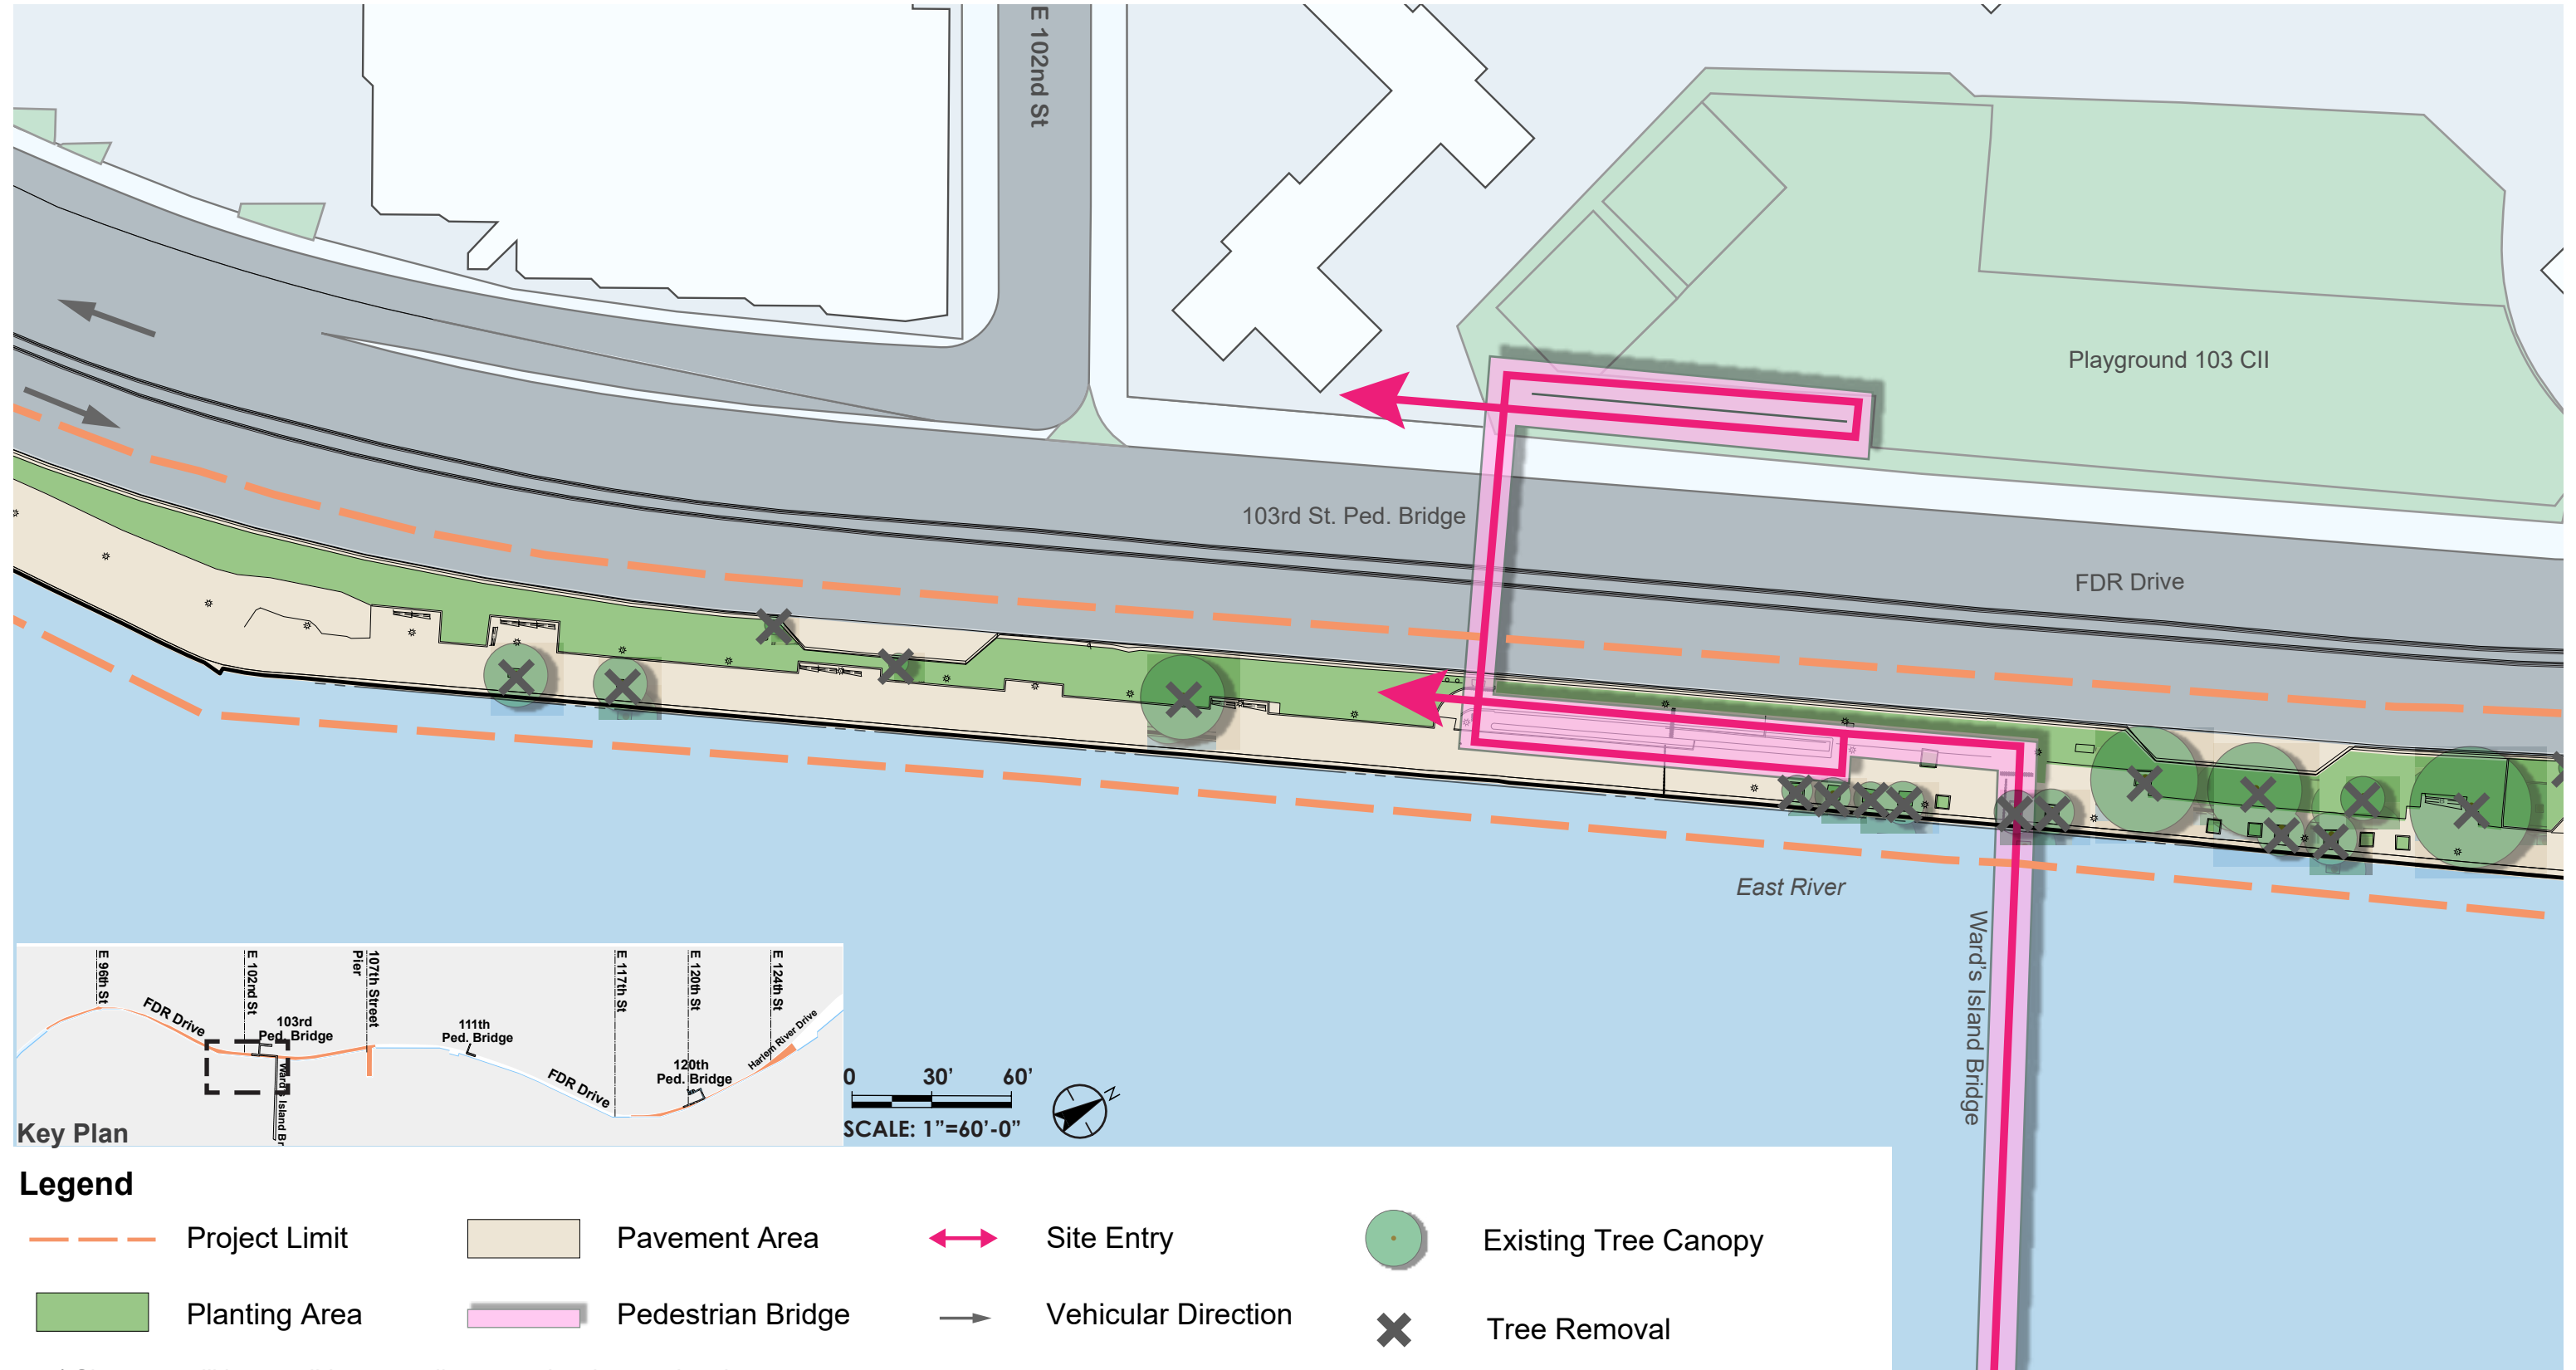 E 102nd St
Playground 103 CII
103rd St. Ped. Bridge
FDR Drive
East River
Ward's Island Bridge
E 96th St
E 102nd St
107th Street
Pier
E 117th St
E 120th St
E 124th St
FDR Drive
103rd
Ped. Bridge
111th
Ped. Bridge
Harlem River Drive
120th
Ped. Bridge
FDR Drive
Ward's Island Br
Key Plan
0 30’ 60’
SCALE: 1”=60’-0”
N
Legend
Project Limit
Pavement Area
Site Entry
Existing Tree Canopy
Planting Area
Pedestrian Bridge
Vehicular Direction
Tree Removal